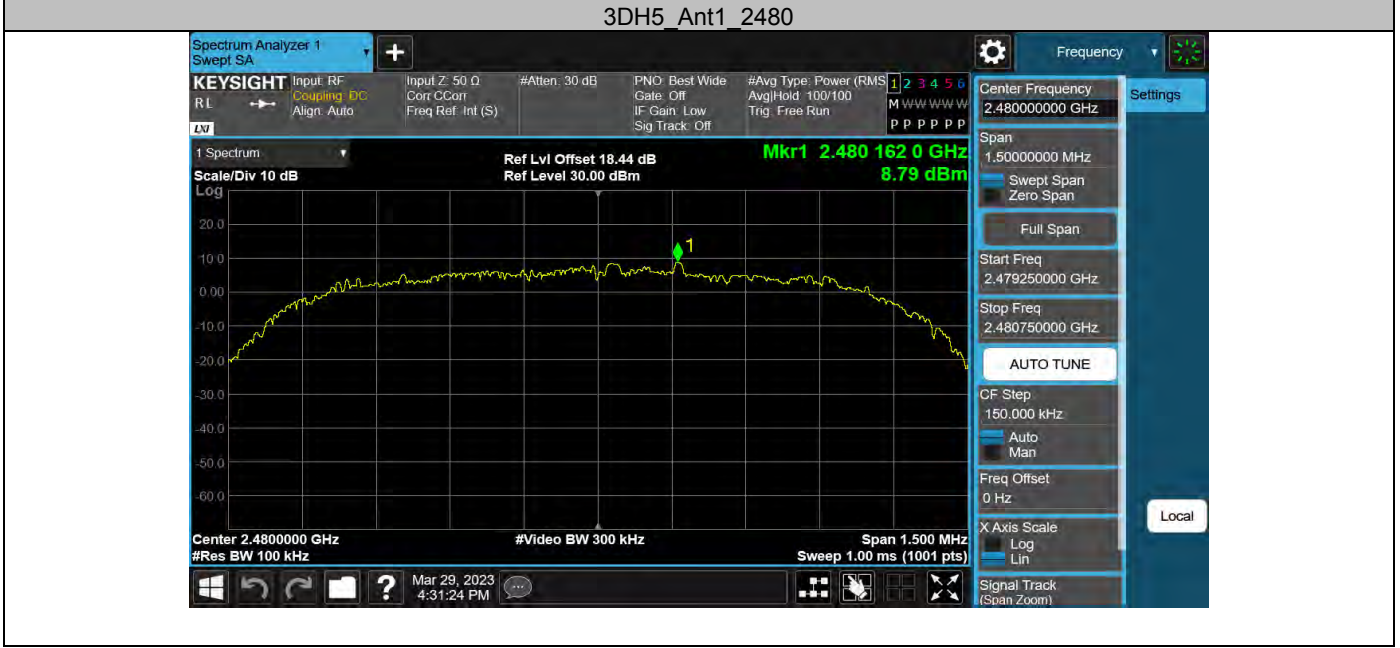 3DH5_Ant1_2480
Spectrum Analyzer 1
Swept SA
+
Frequency
KEYSIGHT
RL
LXI
Input: RF
Coupling: DC
Align: Auto
Input Z: 50 Ω
Corr CCorr
Freq Ref: Int (S)
#Atten: 30 dB
PNO: Best Wide
Gate: Off
IF Gain: Low
Sig Track: Off
#Avg Type: Power (RMS
Avg|Hold: 100/100
Trig: Free Run
1 2 3 4 5 6
M W W W W W
P P P P P P
1 Spectrum
Scale/Div 10 dB
Log
Ref Lvl Offset 18.44 dB
Ref Level 30.00 dBm
Mkr1 2.480 162 0 GHz
8.79 dBm
20.0
10.0
0.00
-10.0
-20.0
-30.0
-40.0
-50.0
-60.0
1
Center 2.4800000 GHz
#Res BW 100 kHz
#Video BW 300 kHz
Span 1.500 MHz
Sweep 1.00 ms (1001 pts)
?
Mar 29, 2023
4:31:24 PM
Center Frequency
2.480000000 GHz
Settings
Span
1.50000000 MHz
Swept Span
Zero Span
Full Span
Start Freq
2.479250000 GHz
Stop Freq
2.480750000 GHz
AUTO TUNE
CF Step
150.000 kHz
Auto
Man
Freq Offset
0 Hz
X Axis Scale
Log
Lin
Local
Signal Track
(Span Zoom)